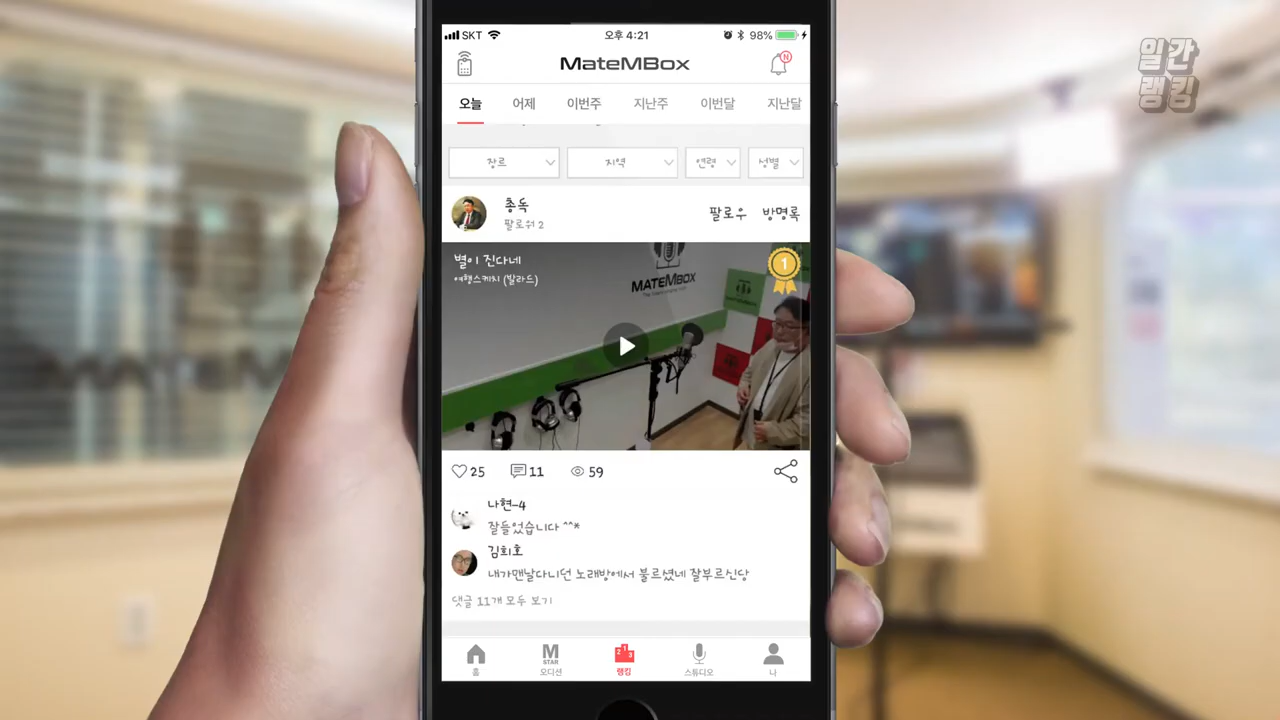 SKT
오후 4:21
98%
MateMBox
N
오늘 어제 이번주 지난주 이번달 지난달
장르 지역 연령 성별
총독
팔로워 2
팔로우 방명록
별이 진다네
여행스케치 (발라드)
1
MATEMBOX
25 11 59
나현-4
잘들었습니다 ^^*
김희호
내가맨날다니던 노래방에서 불르셨네 잘부르신당
댓글 11개 모두 보기
홈
M
STAR
오디션
2 1 3
랭킹
스튜디오
나
일간
랭킹